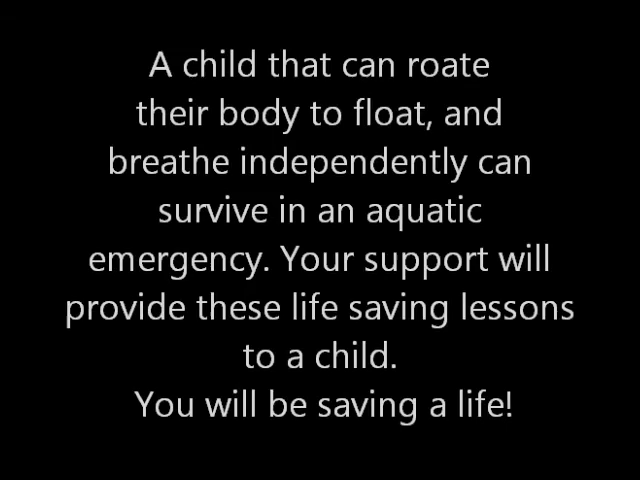 A child that can roate
their body to float, and
breathe independently can
survive in an aquatic
emergency. Your support will
provide these life saving lessons
to a child.
You will be saving a life!